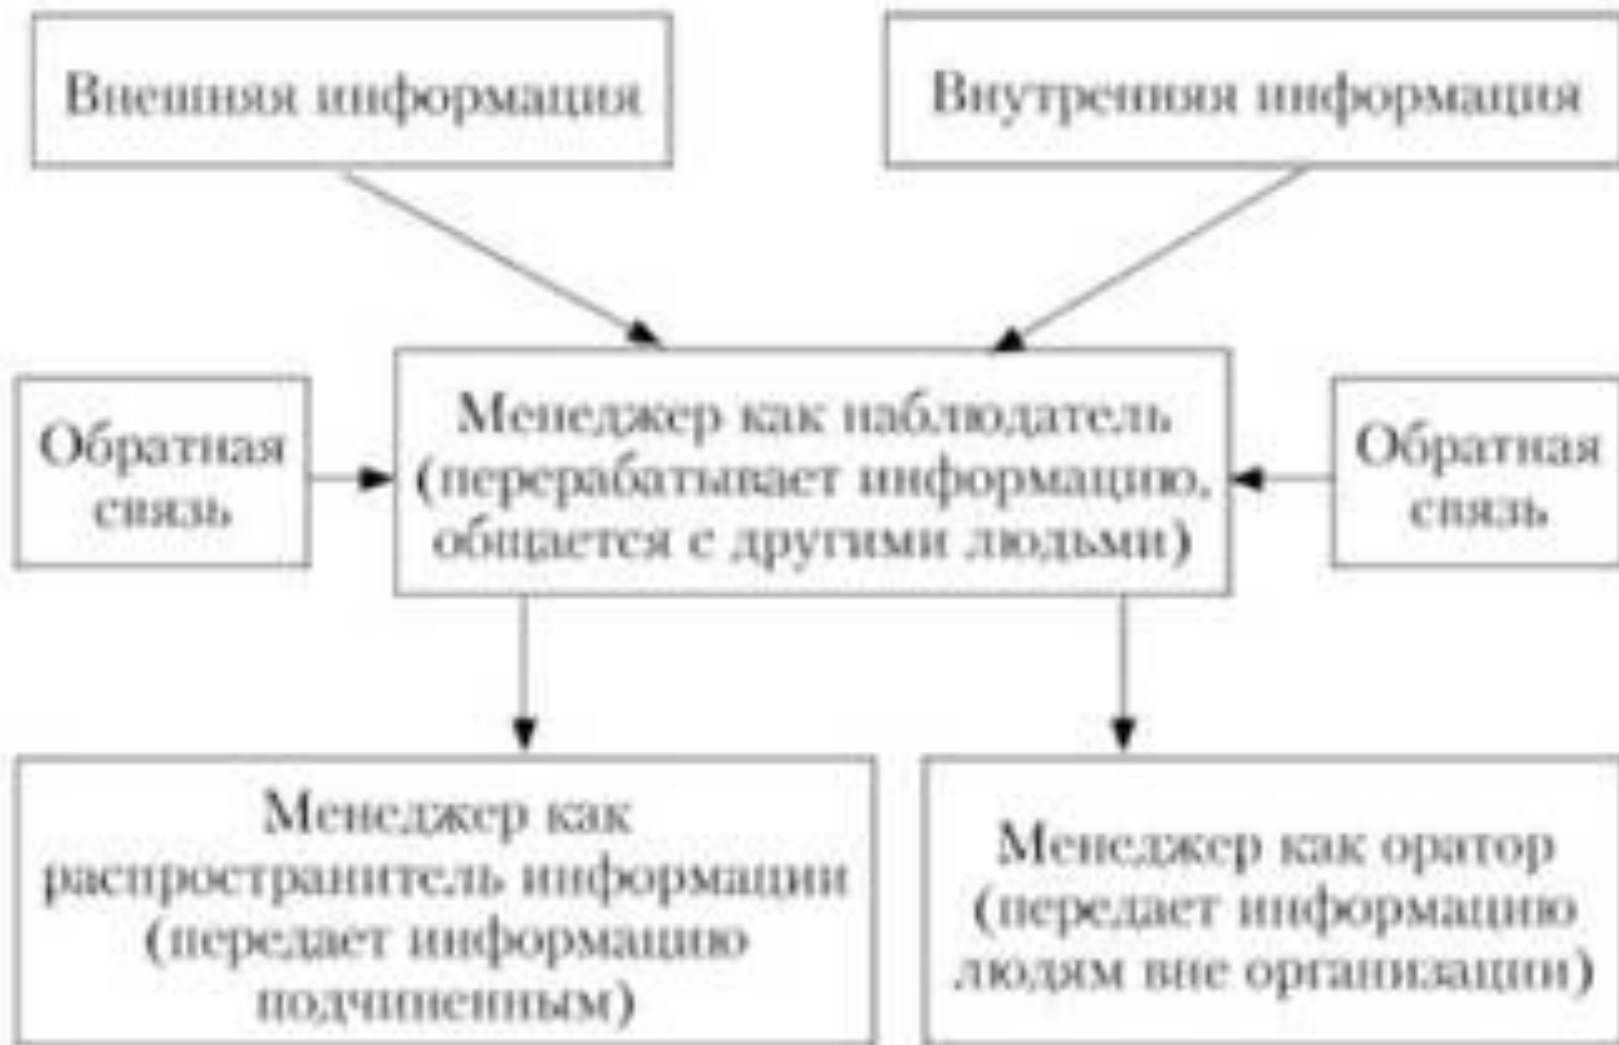 Внешняя информация
Внутренняя информация
Обратная
связь
Менеджер как наблюдатель
(перерабатывает информацию,
общается с другими людьми)
Обратная
связь
Менеджер как
распространитель информации
(передает информацию
подчиненным)
Менеджер как оратор
(передает информацию
людям вне организации)